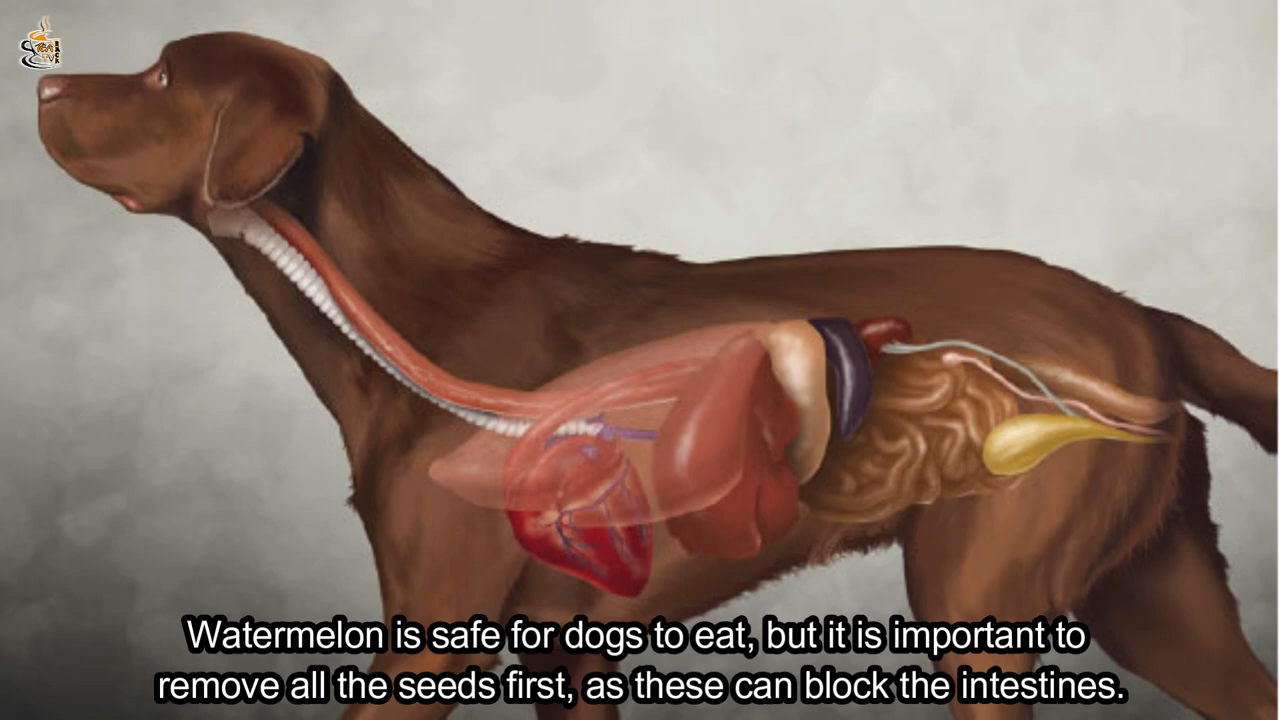 Watermelon is safe for dogs to eat, but it is important to
remove all the seeds first, as these can block the intestines.